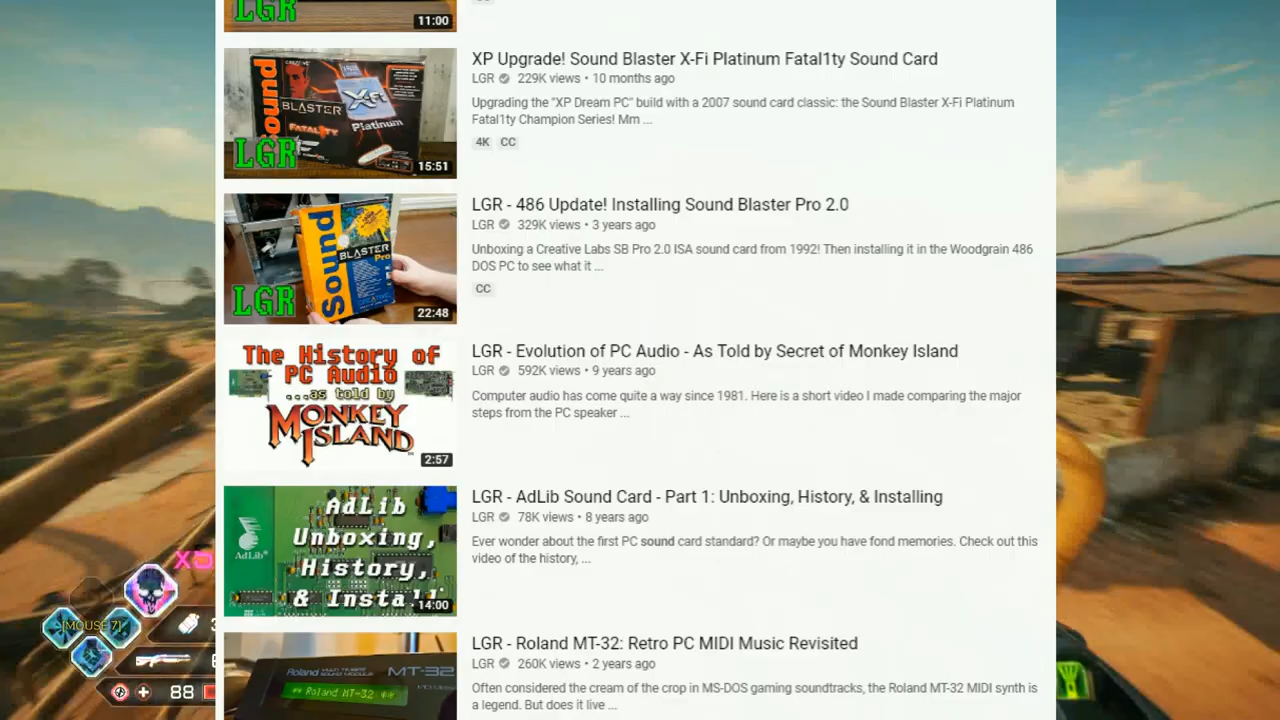 LGR
11:00
XP Upgrade! Sound Blaster X-Fi Platinum Fatal1ty Sound Card
LGR 229K views • 10 months ago
Upgrading the "XP Dream PC" build with a 2007 sound card classic: the Sound Blaster X-Fi Platinum
Fatal1ty Champion Series! Mm ...
4K CC
Sound
BLASTER
X-Fi
Platinum
LGR
15:51
LGR - 486 Update! Installing Sound Blaster Pro 2.0
LGR 329K views • 3 years ago
Unboxing a Creative Labs SB Pro 2.0 ISA sound card from 1992! Then installing it in the Woodgrain 486
DOS PC to see what it ...
CC
Sound
BLASTER
Pro
LGR
22:48
The History of
PC Audio
...as told by
MONKEY
ISLAND
2:57
LGR - Evolution of PC Audio - As Told by Secret of Monkey Island
LGR 592K views • 9 years ago
Computer audio has come quite a way since 1981. Here is a short video I made comparing the major
steps from the PC speaker ...
AdLib
Unboxing,
History,
& Install
AdLib
14:00
LGR - AdLib Sound Card - Part 1: Unboxing, History, & Installing
LGR 78K views • 8 years ago
Ever wonder about the first PC sound card standard? Or maybe you have fond memories. Check out this
video of the history, ...
Roland
MT-32
** Roland MT-32 **
LGR - Roland MT-32: Retro PC MIDI Music Revisited
LGR 260K views • 2 years ago
Often considered the cream of the crop in MS-DOS gaming soundtracks, the Roland MT-32 MIDI synth is
a legend. But does it live ...
[MOUSE 7]
88